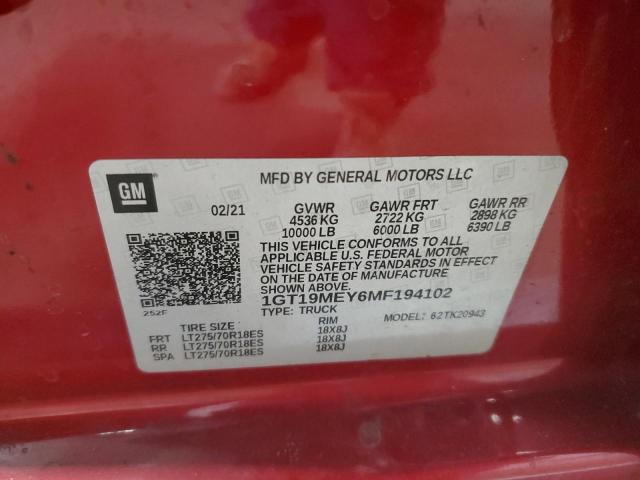 GM
MFD BY GENERAL MOTORS LLC
02/21
GVWR GAWR FRT GAWR RR
4536 KG 2722 KG 2898 KG
10000 LB 6000 LB 6390 LB
THIS VEHICLE CONFORMS TO ALL
APPLICABLE U.S. FEDERAL MOTOR
VEHICLE SAFETY STANDARDS IN EFFECT
ON THE DATE OF MANUFACTURE
SHOWN ABOVE.
1GT19MEY6MF194102
252F
TYPE: TRUCK MODEL: 62TK20943
TIRE SIZE RIM
FRT LT275/70R18ES 18X8J
RR LT275/70R18ES 18X8J
SPA LT275/70R18ES 18X8J